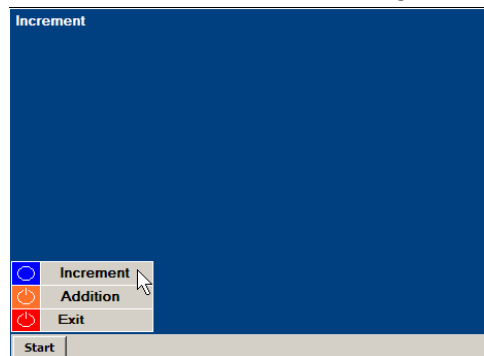 Increment
Increment
Addition
Exit
Start